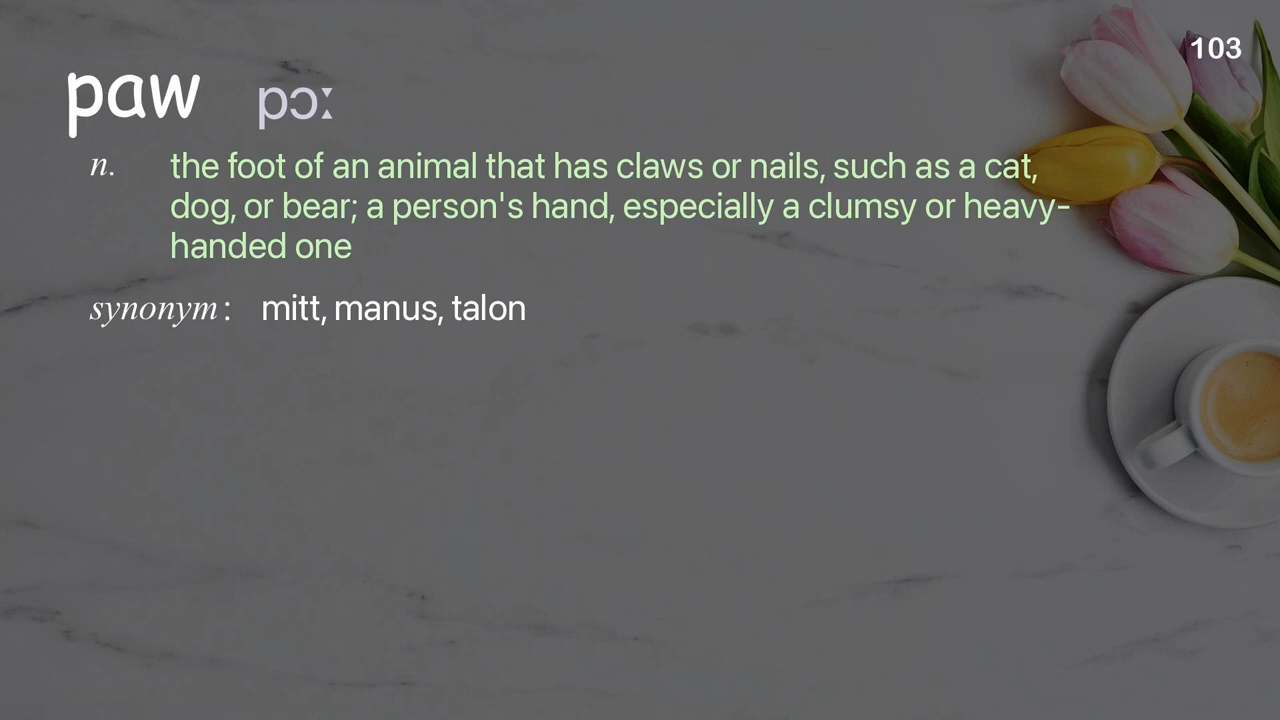 103
paw pɔː
n. the foot of an animal that has claws or nails, such as a cat,
dog, or bear; a person's hand, especially a clumsy or heavy-
handed one
synonym: mitt, manus, talon